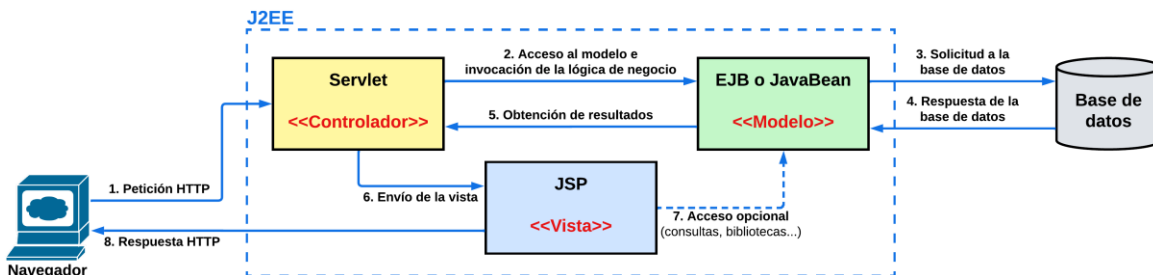 J2EE
Servlet
<<Controlador>>
2. Acceso al modelo e
invocación de la lógica de negocio
EJB o JavaBean
<<Modelo>>
3. Solicitud a la
base de datos
4. Respuesta de la
base de datos
Base de
datos
5. Obtención de resultados
1. Petición HTTP
6. Envío de la vista
JSP
<<Vista>>
7. Acceso opcional
(consultas, bibliotecas...)
8. Respuesta HTTP
Navegador